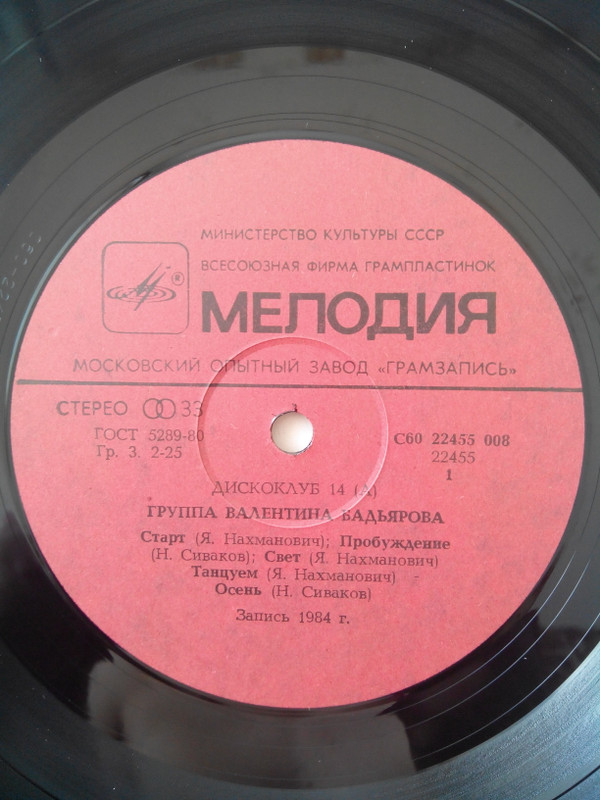 МИНИСТЕРСТВО КУЛЬТУРЫ СССР
ВСЕСОЮЗНАЯ ФИРМА ГРАМПЛАСТИНОК
®
МЕЛОДИЯ
МОСКОВСКИЙ ОПЫТНЫЙ ЗАВОД «ГРАМЗАПИСЬ»
СТЕРЕО 33
ГОСТ 5289-80
Гр. 3. 2-25
С60 22455 008
22455
1
ДИСКОКЛУБ 14 (А)
ГРУППА ВАЛЕНТИНА БАДЬЯРОВА
Старт (Я. Нахманович); Пробуждение
(Н. Сиваков); Свет (Я. Нахманович)
Танцуем (Я. Нахманович)
Осень (Н. Сиваков)
Запись 1984 г.